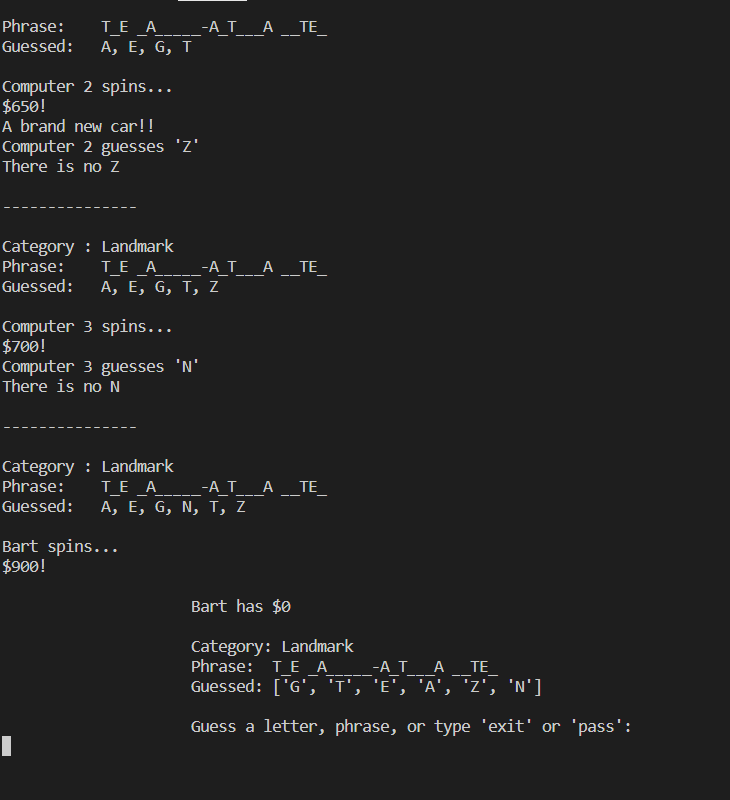 Phrase:    T_E _A_____-A_T___A __TE_
Guessed:   A, E, G, T
Computer 2 spins...
$650!
A brand new car!!
Computer 2 guesses 'Z'
There is no Z
---------------
Category : Landmark
Phrase:    T_E _A_____-A_T___A __TE_
Guessed:   A, E, G, T, Z
Computer 3 spins...
$700!
Computer 3 guesses 'N'
There is no N
---------------
Category : Landmark
Phrase:    T_E _A_____-A_T___A __TE_
Guessed:   A, E, G, N, T, Z
Bart spins...
$900!
Bart has $0
Category: Landmark
Phrase:  T_E _A_____-A_T___A __TE_
Guessed: ['G', 'T', 'E', 'A', 'Z', 'N']
Guess a letter, phrase, or type 'exit' or 'pass':